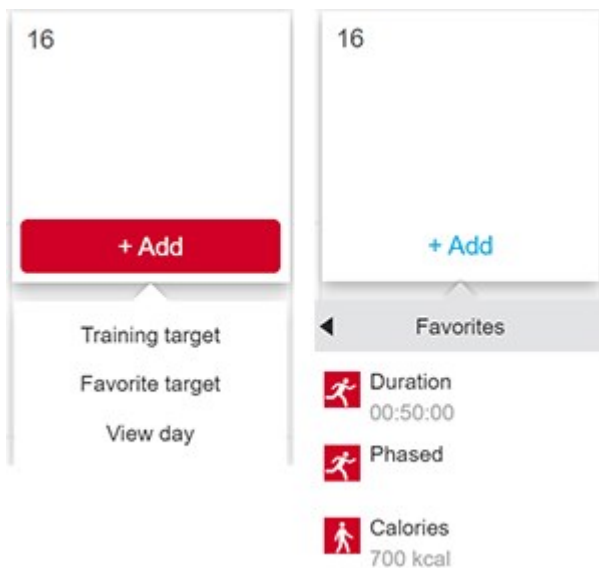 16
+ Add
Training target
Favorite target
View day
16
+ Add
Favorites
Duration
00:50:00
Phased
Calories
700 kcal